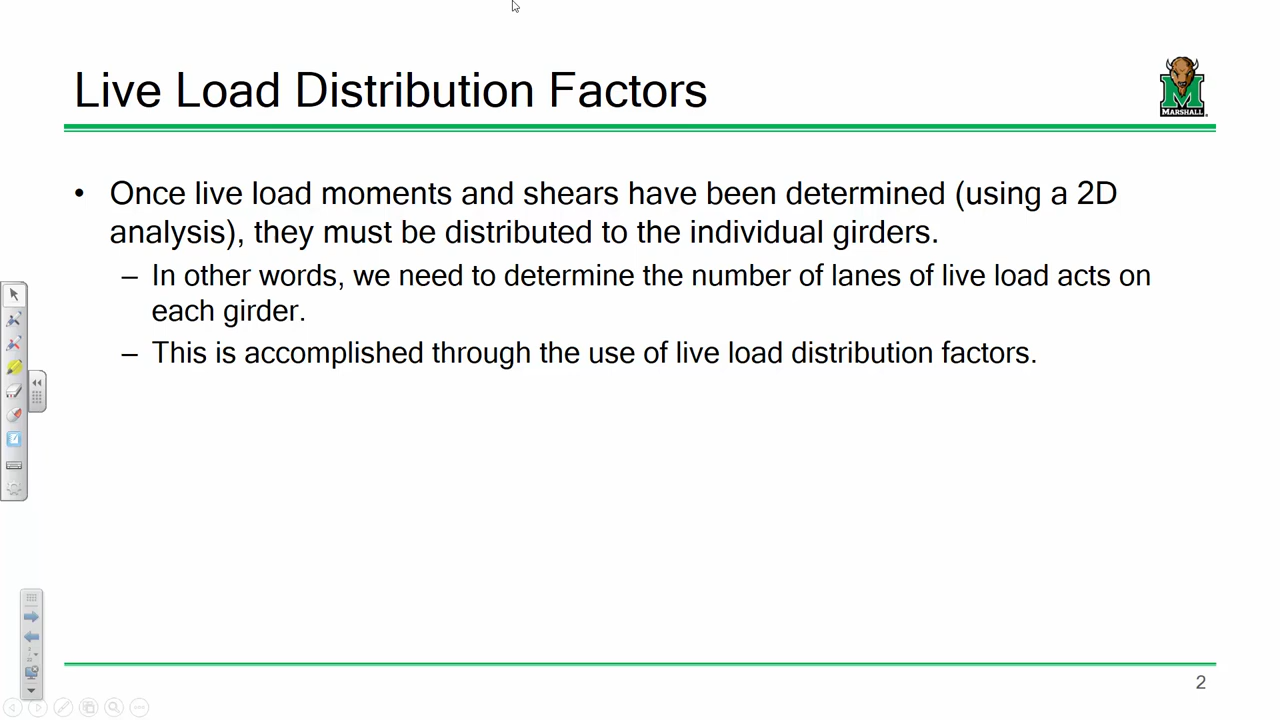 Live Load Distribution Factors
M
MARSHALL
• Once live load moments and shears have been determined (using a 2D
analysis), they must be distributed to the individual girders.
– In other words, we need to determine the number of lanes of live load acts on
each girder.
– This is accomplished through the use of live load distribution factors.
2